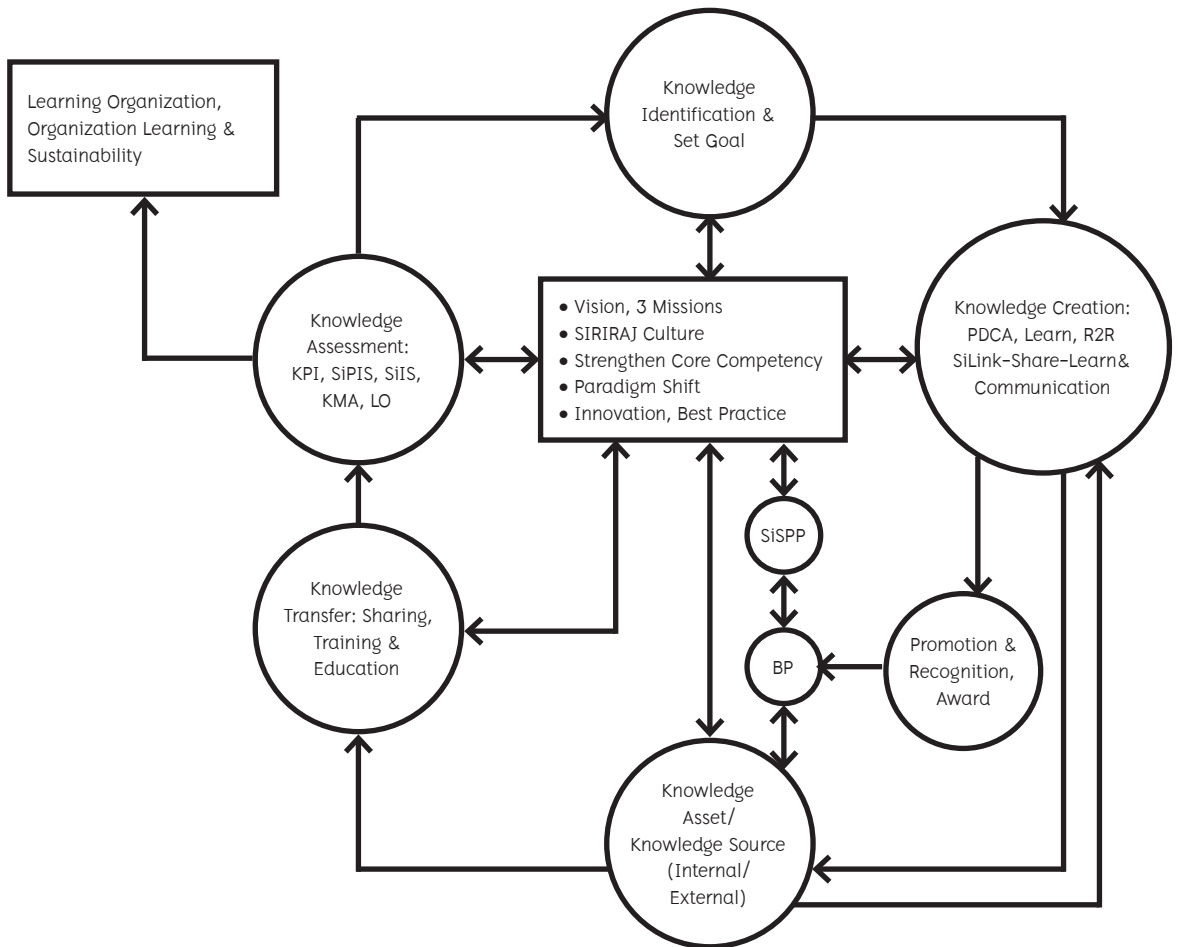 Knowledge
Identification &
Set Goal
Learning Organization,
Organization Learning &
Sustainability
Knowledge
Assessment:
KPI, SiPIS, SiIS,
KMA, LO
• Vision, 3 Missions
• SIRIRAJ Culture
• Strengthen Core Competency
• Paradigm Shift
• Innovation, Best Practice
Knowledge Creation:
PDCA, Learn, R2R
SiLink-Share-Learn&
Communication
SiSPP
Knowledge
Transfer: Sharing,
Training &
Education
BP
Promotion &
Recognition,
Award
Knowledge
Asset/
Knowledge Source
(Internal/
External)